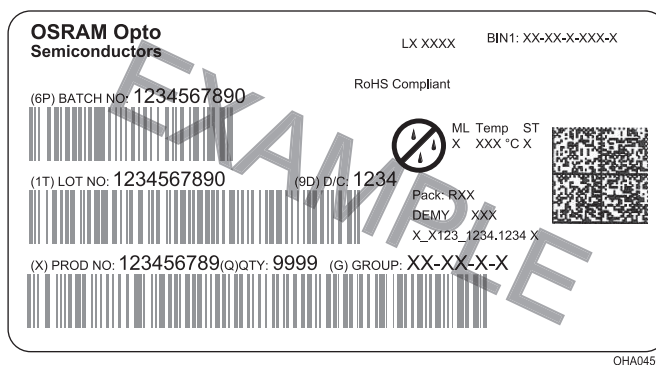 OSRAM Opto
Semiconductors
LX XXXX
BIN1: XX-XX-X-XXX-X
RoHS Compliant
(6P) BATCH NO: 1234567890
ML Temp ST
X XXX °C X
(1T) LOT NO: 1234567890
(9D) D/C: 1234
Pack: RXX
DEMY XXX
X_X123_1234.1234 X
(X) PROD NO: 123456789(Q)QTY: 9999 (G) GROUP: XX-XX-X-X
EXAMPLE
OHA04563